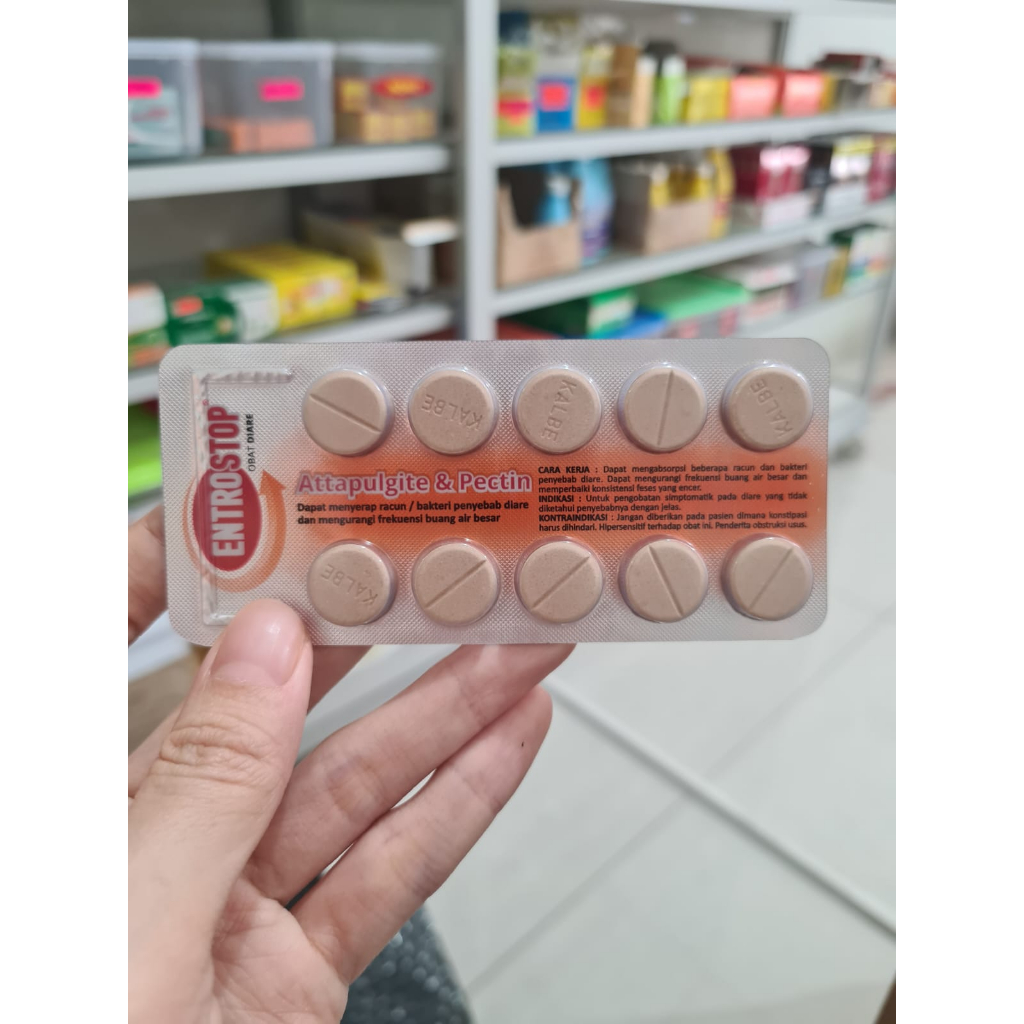 ENTROSTOP
OBAT DIARE
Attapulgite & Pectin
Dapat menyerap racun / bakteri penyebab diare
dan mengurangi frekuensi buang air besar
CARA KERJA : Dapat mengabsorpsi beberapa racun dan bakteri
penyebab diare. Dapat mengurangi frekuensi buang air besar dan
memperbaiki konsistensi feses yang encer.
INDIKASI : Untuk pengobatan simptomatik pada diare yang tidak
diketahui penyebabnya dengan jelas.
KONTRAINDIKASI : Jangan diberikan pada pasien dimana konstipasi
harus dihindari. Hipersensitif terhadap obat ini. Penderita obstruksi usus.
KALBE
KALBE
KALBE
KALBE